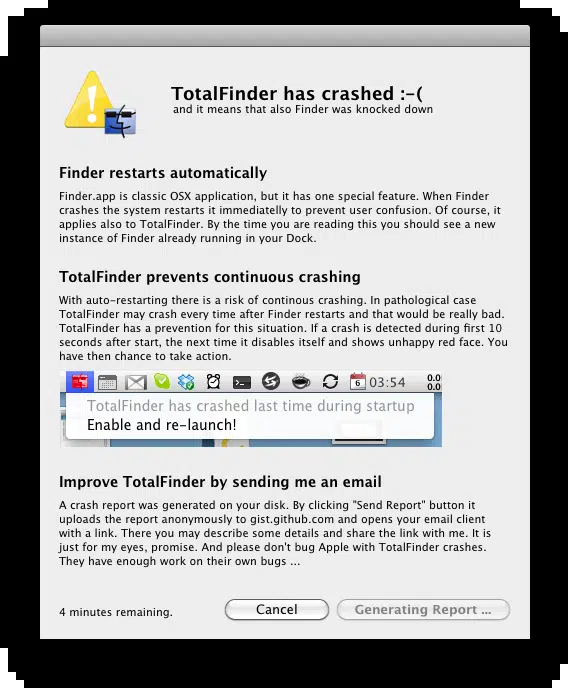 TotalFinder has crashed :-(
and it means that also Finder was knocked down
Finder restarts automatically
Finder.app is classic OSX application, but it has one special feature. When Finder
crashes the system restarts it immediatelly to prevent user confusion. Of course, it
applies also to TotalFinder. By the time you are reading this you should see a new
instance of Finder already running in your Dock.
TotalFinder prevents continuous crashing
With auto-restarting there is a risk of continous crashing. In pathological case
TotalFinder may crash every time after Finder restarts and that would be really bad.
TotalFinder has a prevention for this situation. If a crash is detected during first 10
seconds after start, the next time it disables itself and shows unhappy red face. You
have then chance to take action.
6 03:54 0.0
0.0
TotalFinder has crashed last time during startup
Enable and re-launch!
Improve TotalFinder by sending me an email
A crash report was generated on your disk. By clicking "Send Report" button it
uploads the report anonymously to gist.github.com and opens your email client
with a link. There you may describe some details and share the link with me. It is
just for my eyes, promise. And please don't bug Apple with TotalFinder crashes.
They have enough work on their own bugs ...
4 minutes remaining.
Cancel
Generating Report ...